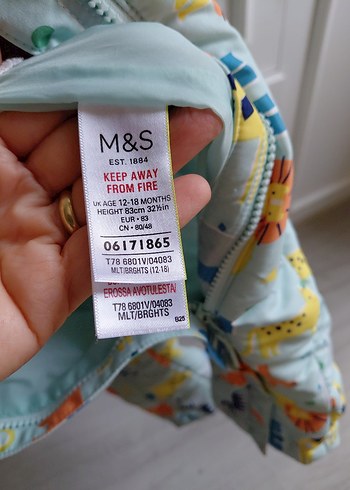 M&S
EST. 1884
KEEP AWAY
FROM FIRE
UK AGE 12-18 MONTHS
HEIGHT 83cm 32½in
EUR • 83
CN • 80/48
06171865
T78 6801V/04083
MLT/BRGHTS (12-18)
EROSSA AVOTULESTA/
T78 6801V/04083
MLT/BRGHTS
B25